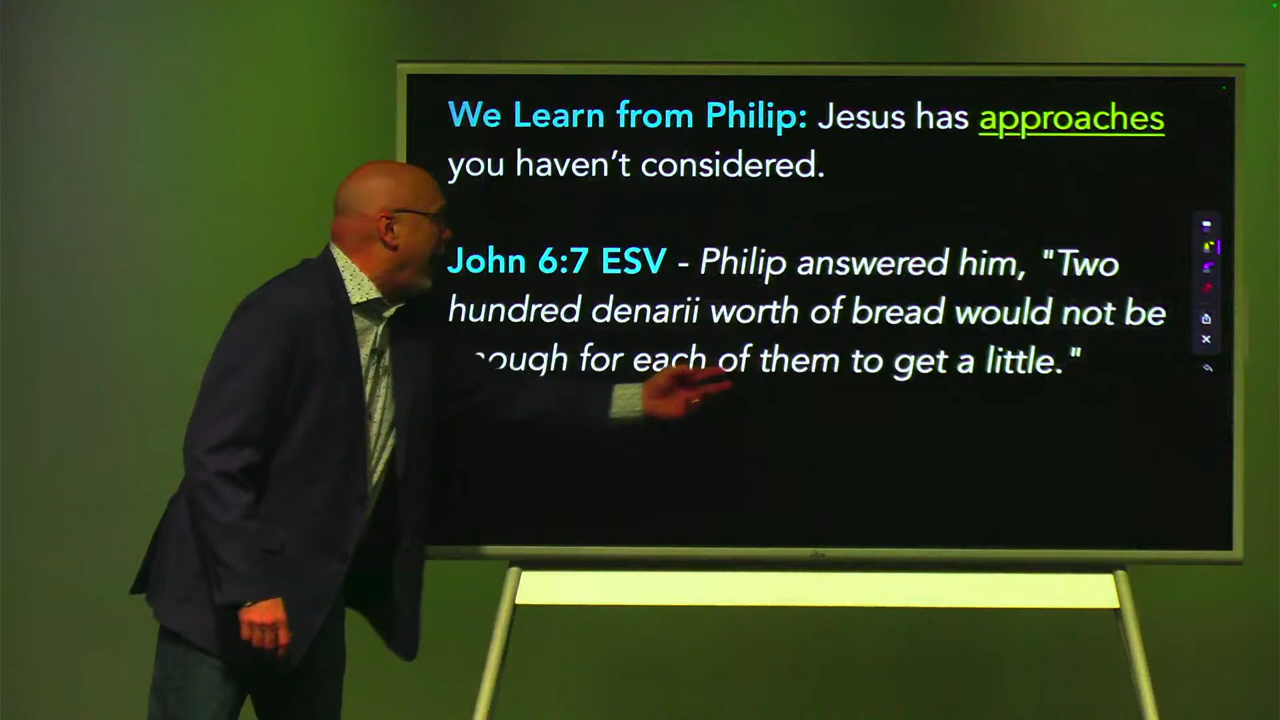 We Learn from Philip: Jesus has approaches
you haven't considered.
John 6:7 ESV - Philip answered him, "Two
hundred denarii worth of bread would not be
for each of them to get a little."